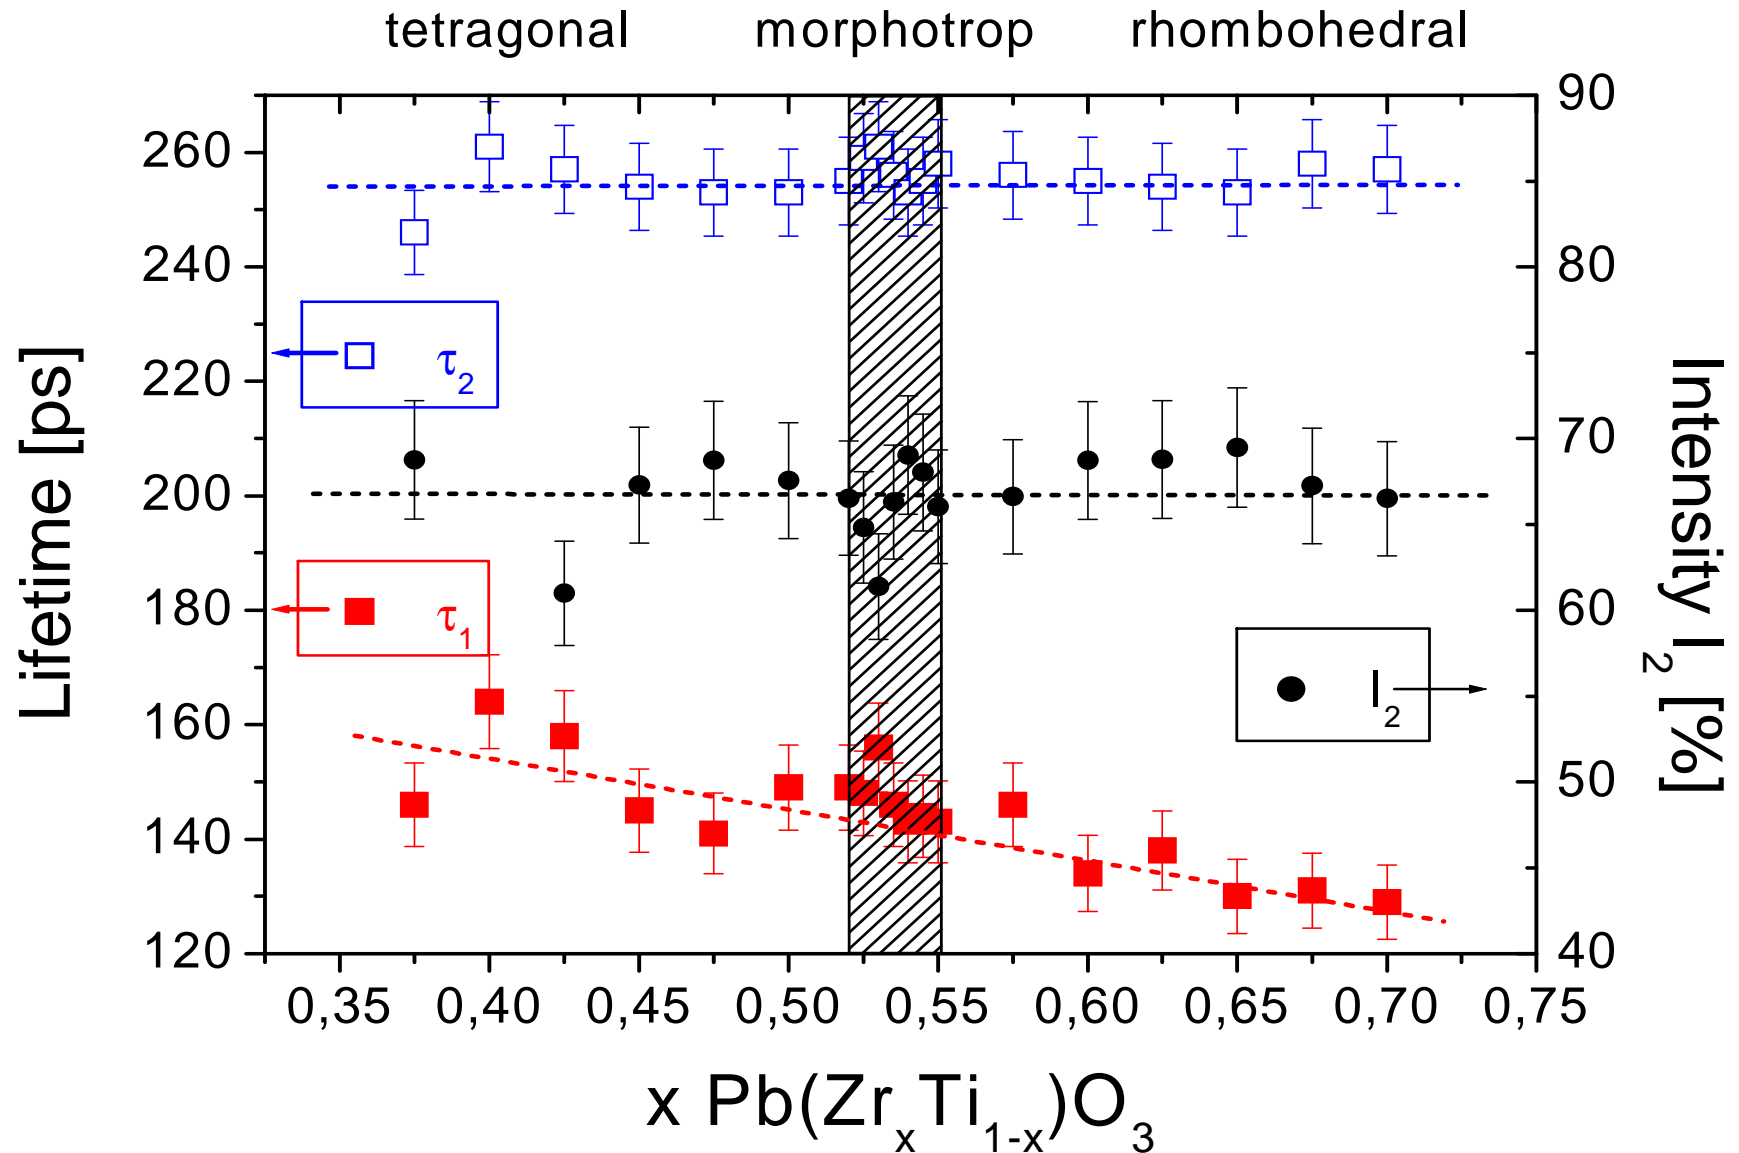 tetragonal morphotrop rhombohedral
Lifetime [ps]
260
240
220
200
180
160
140
120
τ2
τ1
I2
90
80
70
60
50
40
Intensity I2 [%]
0,35 0,40 0,45 0,50 0,55 0,60 0,65 0,70 0,75
x Pb(ZrxTi1-x)O3